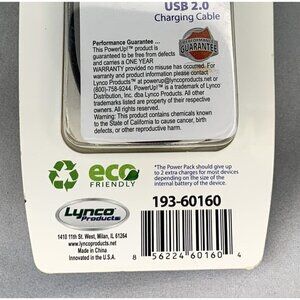 USB 2.0
Charging Cable
Performance Guarantee ...
This PowerUp!™ product is
guaranteed to be free from defects
and carries a ONE YEAR
WARRANTY provided no misuse has occurred. For
warranty and product information please contact
PowerUp!™ at powerup@lyncoproducts.net or
(800)-758-9244. PowerUp!™ is a trademark of Lynco
Distribution, Inc. dba Lynco Products. All other
trademarks listed are property of their respective
owners. All Rights Reserved.
Warning: This product contains chemicals known
to the State of California to cause cancer, birth
defects, or other reproductive harm.
GUARANTEE
eco
FRIENDLY
*The Power Pack should give up
to 2 extra charges for most devices
depending on the size of the
internal battery of the device.
Lynco
Products
193-60160
1410 11th St. West, Milan, IL 61264
www.lyncoproducts.net
Made in China
Innovated in the U.S.A.
8 56224 60160 4